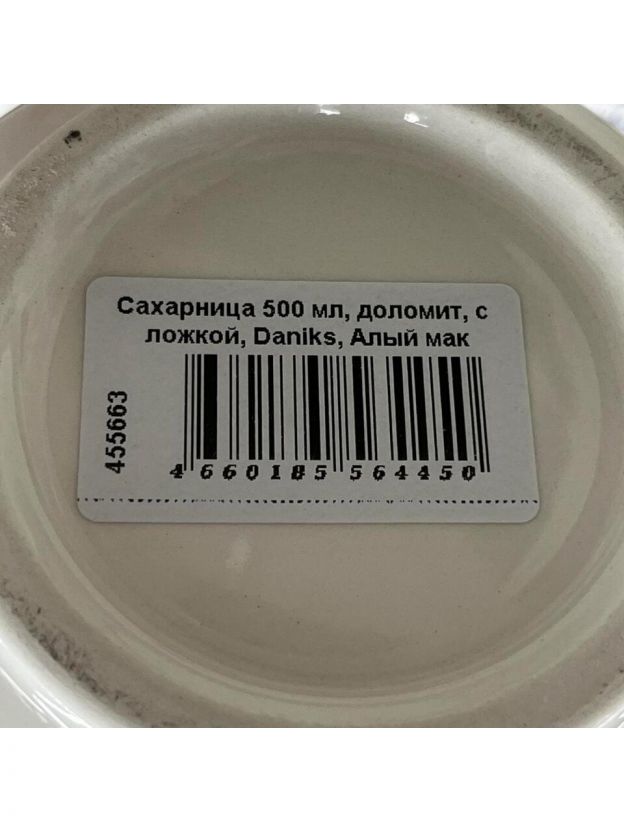 Сахарница 500 мл, доломит, с
ложкой, Daniks, Алый мак
455663
4 660185 564450